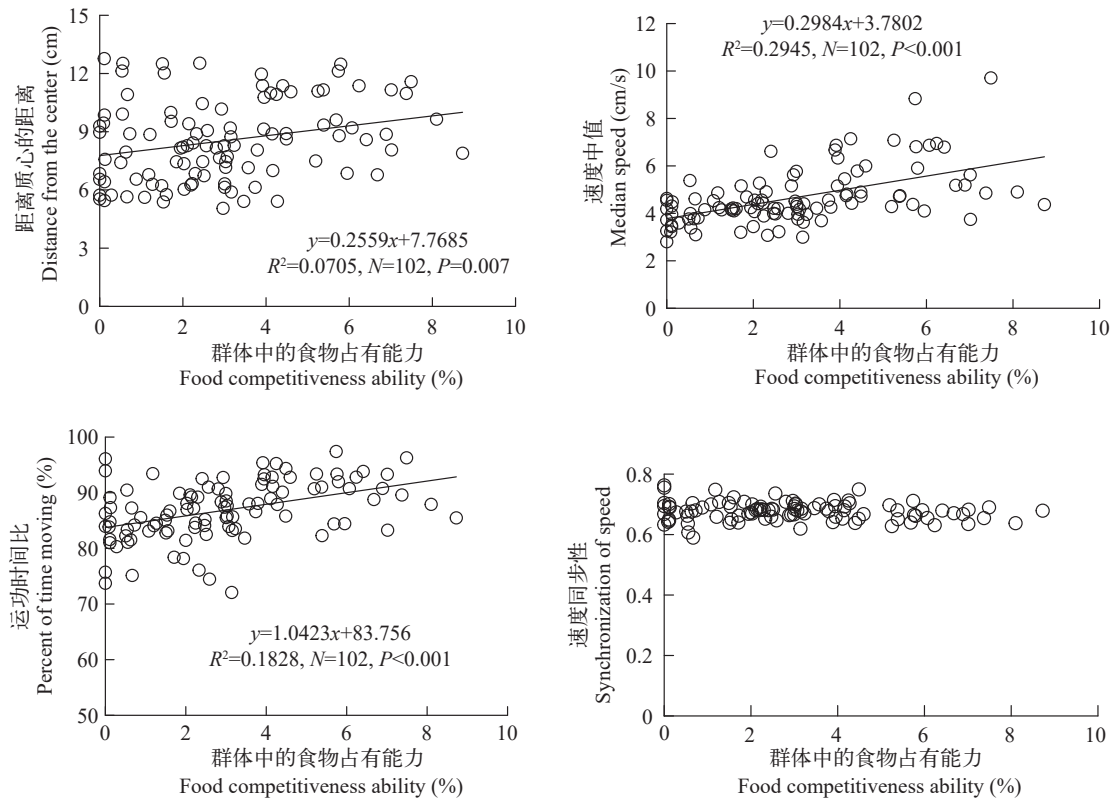 15
12
9
6
3
0
距离质心的距离
Distance from the center (cm)
y=0.2559x+7.7685
R²=0.0705, N=102, P=0.007
0 2 4 6 8 10
群体中的食物占有能力
Food competitiveness ability (%)
12
10
8
6
4
2
0
速度中值
Median speed (cm/s)
y=0.2984x+3.7802
R²=0.2945, N=102, P<0.001
0 2 4 6 8 10
群体中的食物占有能力
Food competitiveness ability (%)
100
90
80
70
60
50
运功时间比
Percent of time moving (%)
y=1.0423x+83.756
R²=0.1828, N=102, P<0.001
0 2 4 6 8 10
群体中的食物占有能力
Food competitiveness ability (%)
0.8
0.6
0.4
0.2
0
速度同步性
Synchronization of speed
0 2 4 6 8 10
群体中的食物占有能力
Food competitiveness ability (%)